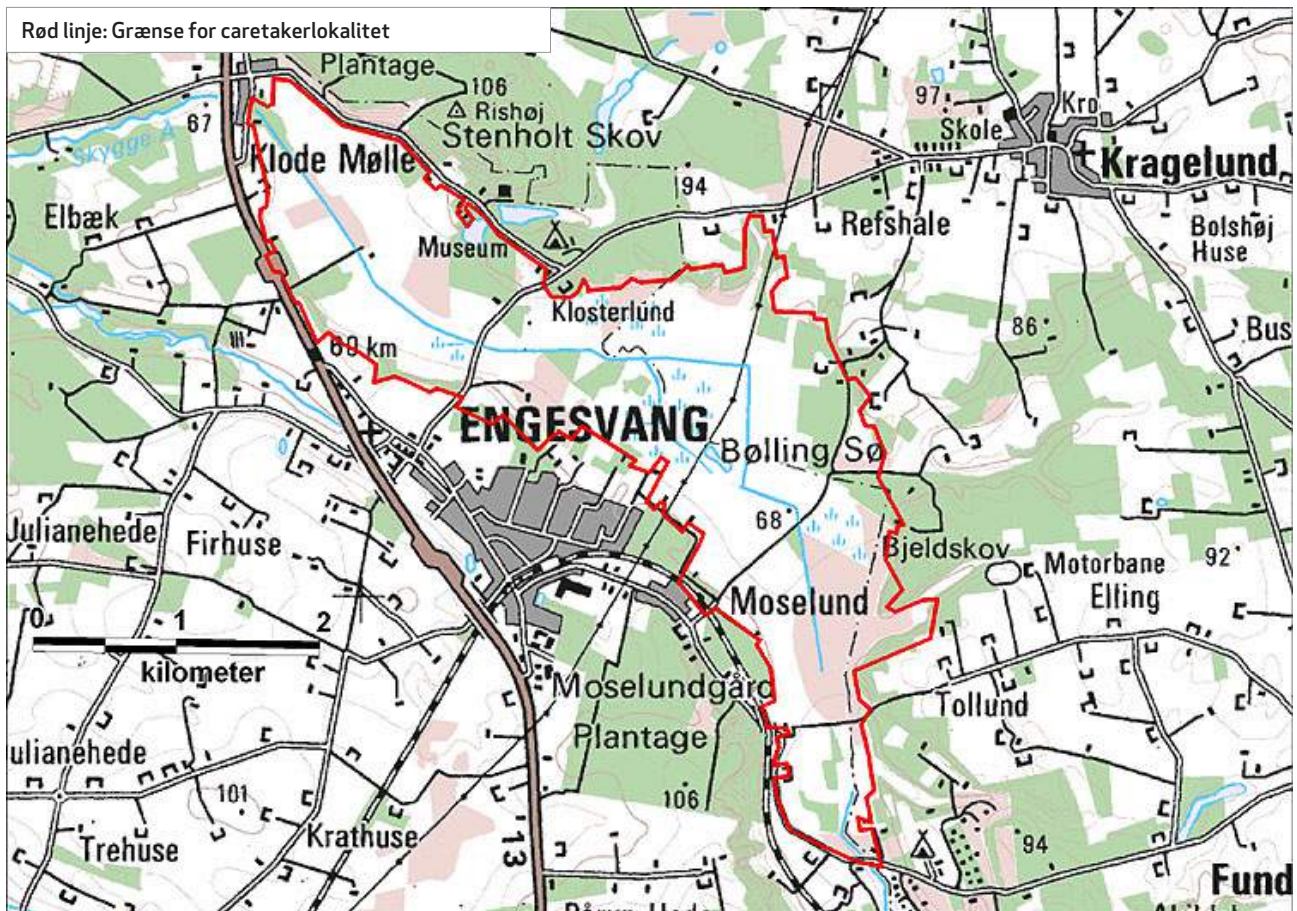 Rød linje: Grænse for caretakerlokalitet
Plantage
106
Rishøj
Stenholt Skov
67
Skygge Å
Klode Mølle
97
Kro
Skole
Kragelund
94
Elbæk
Museum
Refshale
Bolshøj
Huse
Klosterlund
86
Bus
60 km
ENGESVANG
Bølling Sø
68
Julianehede
Firhuse
Bjeldskov
Motorbane
92
Elling
0 1 2
kilometer
Moselund
Moselundgård
Tollund
Plantage
ulianehede
101
106
Trehuse
Krathuse
13
94
Fund